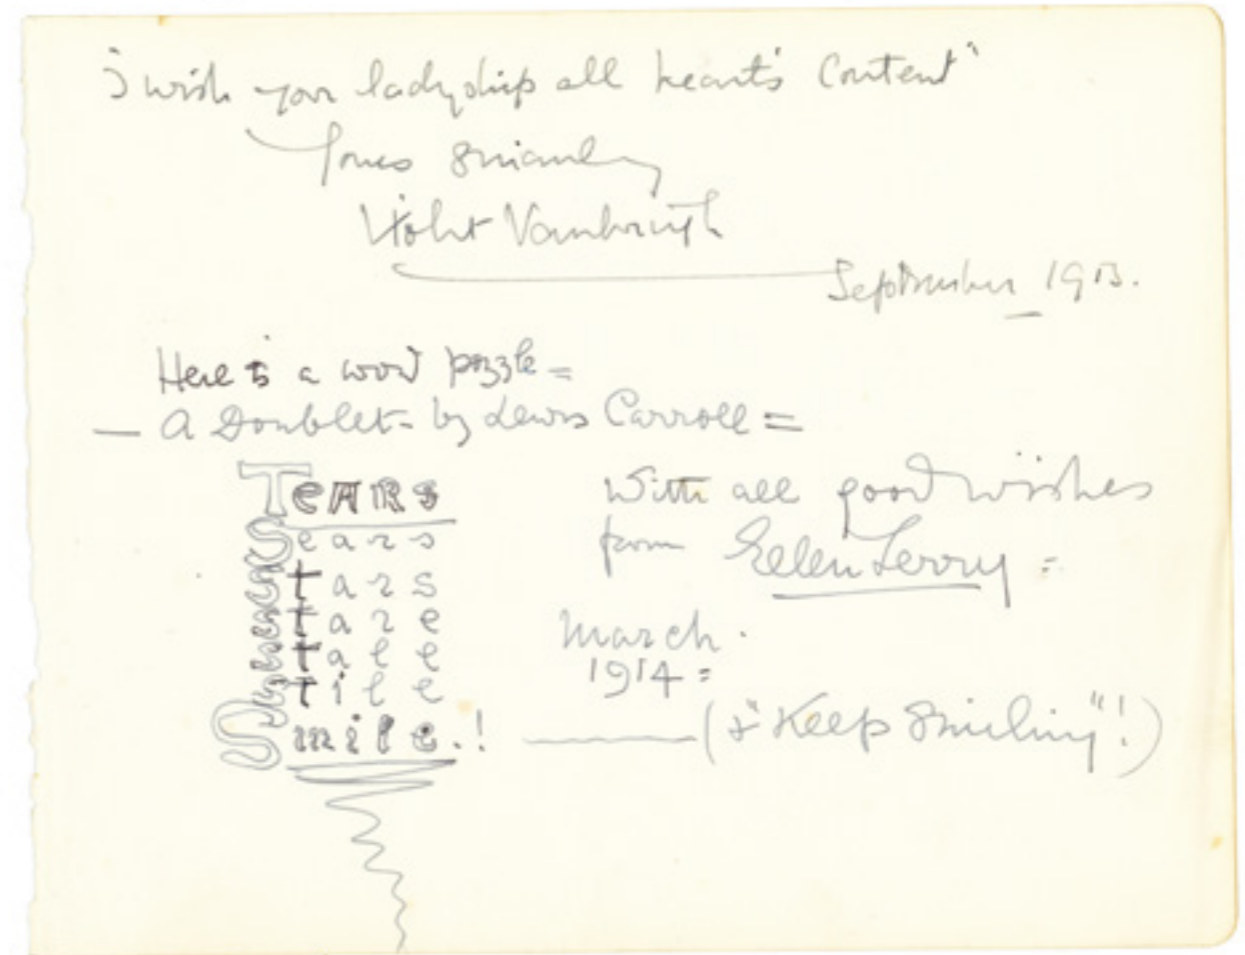 "I wish your ladyship all heart's content"
Yours Sincerely
Violet Vanbrugh
September 1913.
Here is a word puzzle =
— A Doublet - by Lewis Carroll =
TEARS
Sears
Stars
Stare
Stale
Stile
Smile.!
With all good wishes
from Ellen Terry =
March.
1914 =
(& "Keep Smiling"!)